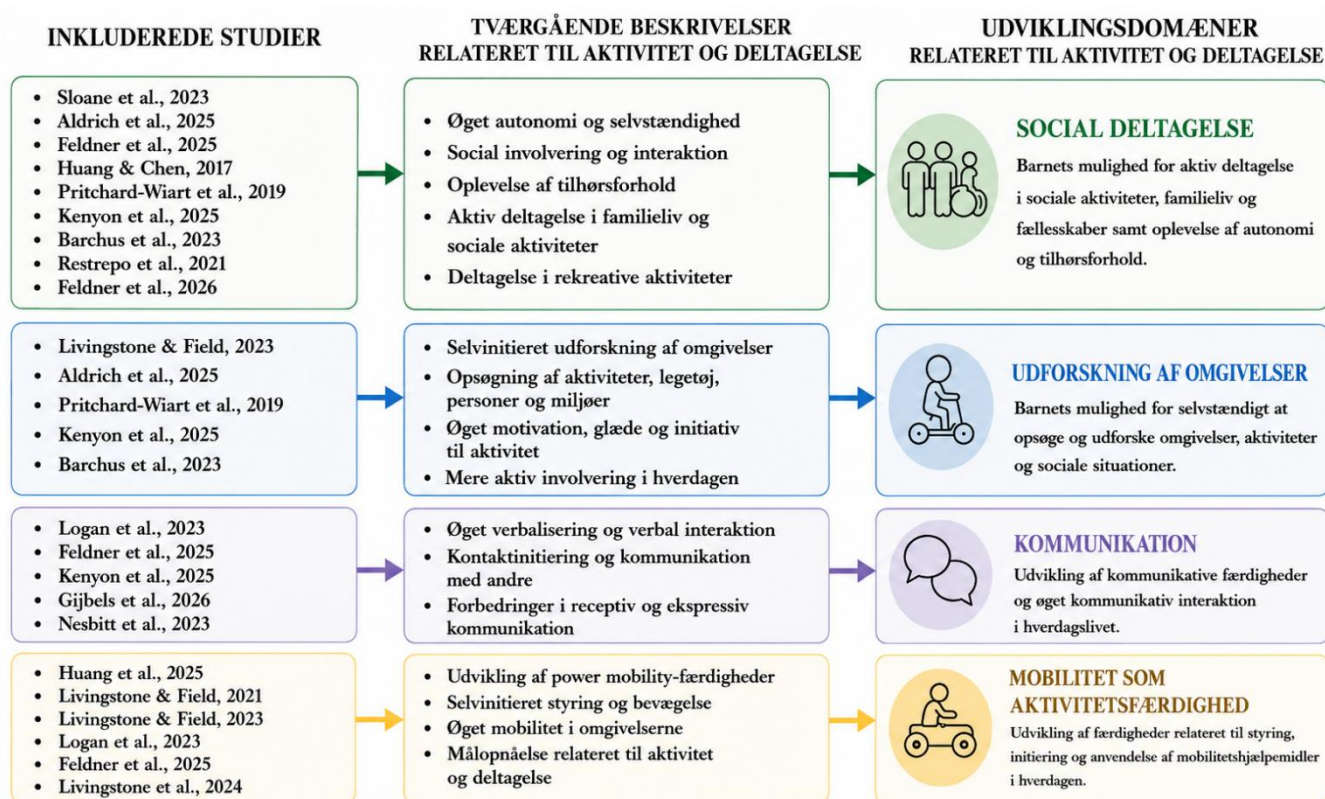 INKLUDEREDE STUDIER
TVÆRGÅENDE BESKRIVELSER
RELATERET TIL AKTIVITET OG DELTAGELSE
UDVIKLINGSDOMÆNER
RELATERET TIL AKTIVITET OG DELTAGELSE
• Sloane et al., 2023
• Aldrich et al., 2025
• Feldner et al., 2025
• Huang & Chen, 2017
• Pritchard-Wiart et al., 2019
• Kenyon et al., 2025
• Barchus et al., 2023
• Restrepo et al., 2021
• Feldner et al., 2026
• Øget autonomi og selvstændighed
• Social involvering og interaktion
• Oplevelse af tilhørsforhold
• Aktiv deltagelse i familieliv og
sociale aktiviteter
• Deltagelse i rekreative aktiviteter
SOCIAL DELTAGELSE
Barnets mulighed for aktiv deltagelse
i sociale aktiviteter, familieliv og
fællesskaber samt oplevelse af autonomi
og tilhørsforhold.
• Livingstone & Field, 2023
• Aldrich et al., 2025
• Pritchard-Wiart et al., 2019
• Kenyon et al., 2025
• Barchus et al., 2023
• Selvinitieret udforskning af omgivelser
• Opsøgning af aktiviteter, legetøj,
personer og miljøer
• Øget motivation, glæde og initiativ
til aktivitet
• Mere aktiv involvering i hverdagen
UDFORSKNING AF OMGIVELSER
Barnets mulighed for selvstændigt at
opsøge og udforske omgivelser, aktiviteter
og sociale situationer.
• Logan et al., 2023
• Feldner et al., 2025
• Kenyon et al., 2025
• Gijbels et al., 2026
• Nesbitt et al., 2023
• Øget verbalisering og verbal interaktion
• Kontaktinitiering og kommunikation
med andre
• Forbedringer i receptiv og ekspressiv
kommunikation
KOMMUNIKATION
Udvikling af kommunikative færdigheder
og øget kommunikativ interaktion
i hverdagslivet.
• Huang et al., 2025
• Livingstone & Field, 2021
• Livingstone & Field, 2023
• Logan et al., 2023
• Feldner et al., 2025
• Livingstone et al., 2024
• Udvikling af power mobility-færdigheder
• Selvinitieret styring og bevægelse
• Øget mobilitet i omgivelserne
• Målopnåelse relateret til aktivitet
og deltagelse
MOBILITET SOM
AKTIVITETSFÆRDIGHED
Udvikling af færdigheder relateret til styring,
initiering og anvendelse af mobilitetshjælpemidler
i hverdagen.